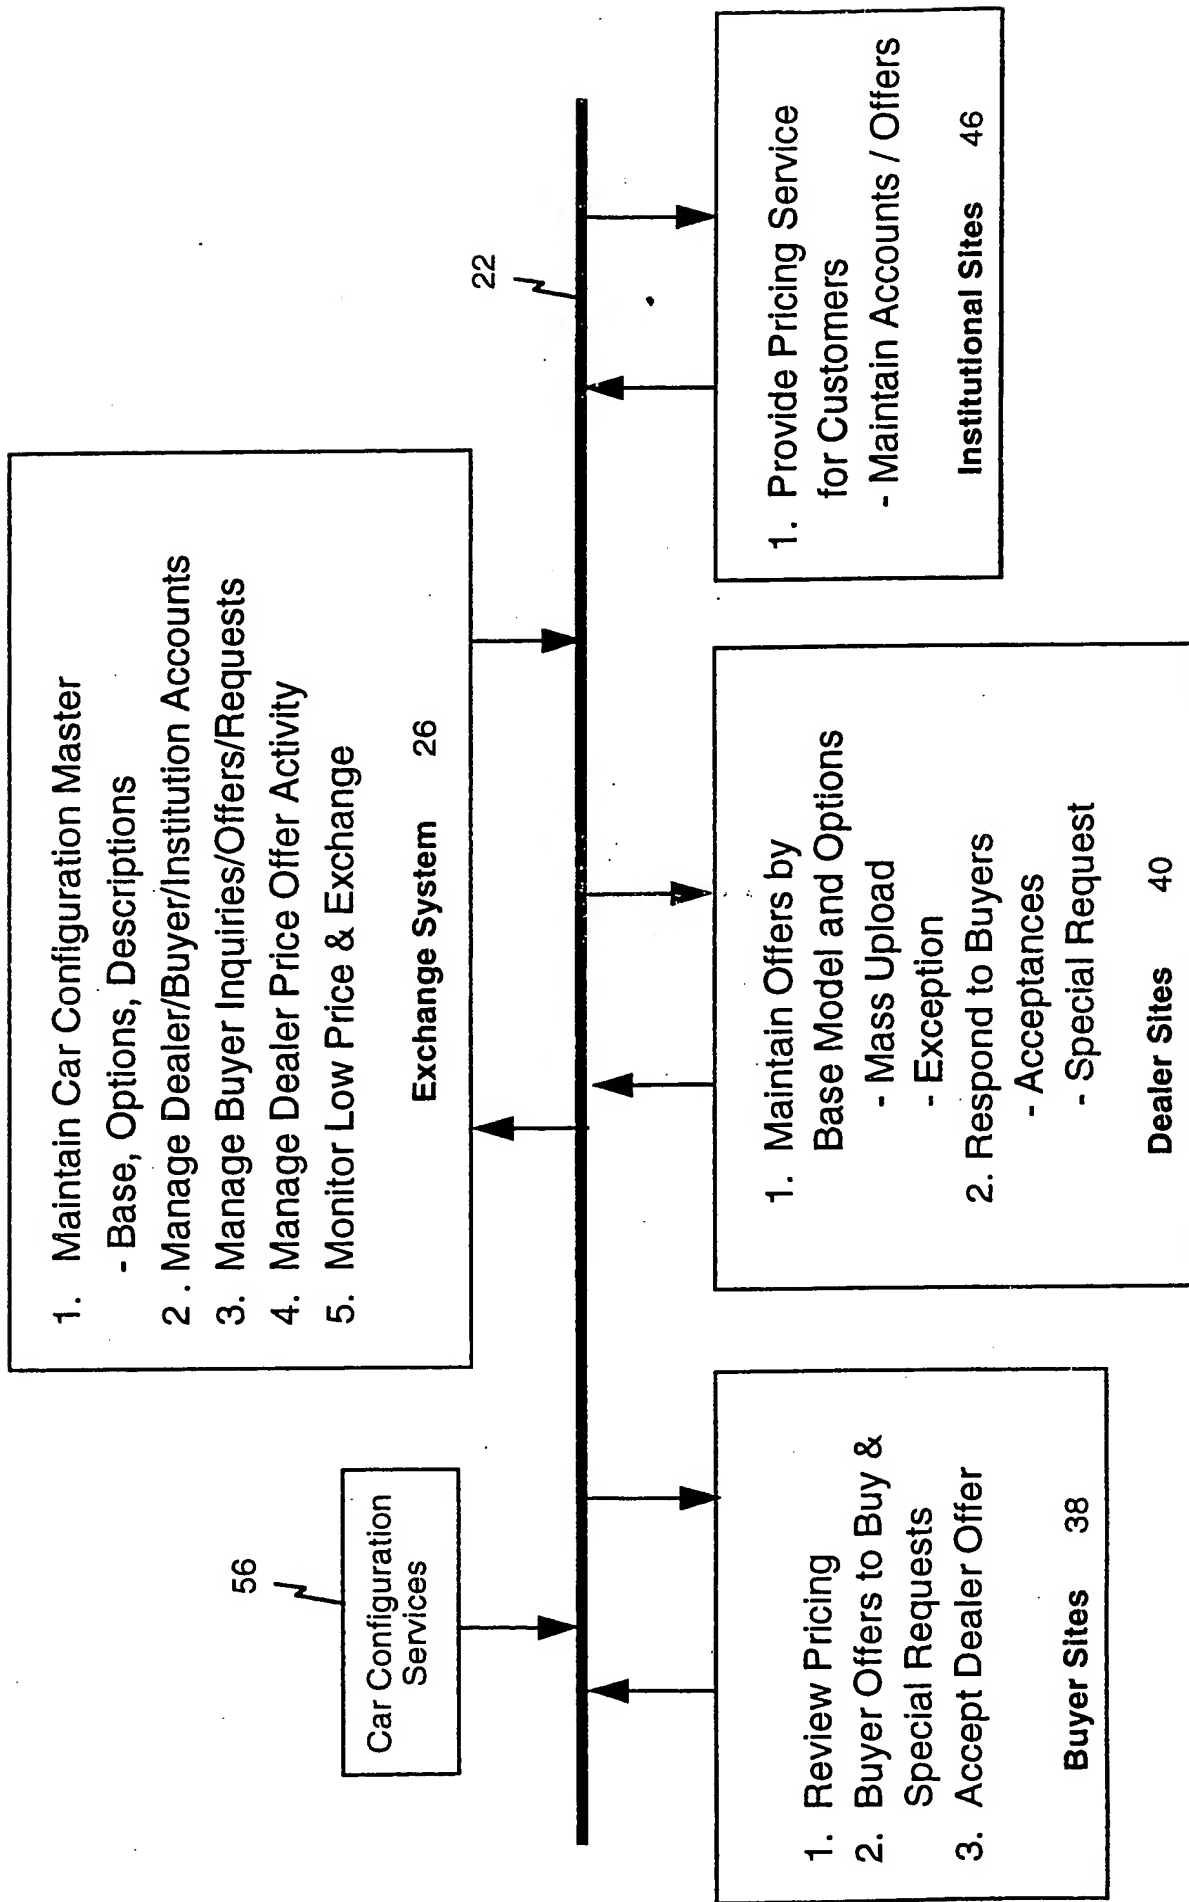 56
Car Configuration
Services
1. Maintain Car Configuration Master
- Base, Options, Descriptions
2. Manage Dealer/Buyer/Institution Accounts
3. Manage Buyer Inquiries/Offers/Requests
4. Manage Dealer Price Offer Activity
5. Monitor Low Price & Exchange
Exchange System 26
22
1. Review Pricing
2. Buyer Offers to Buy &
Special Requests
3. Accept Dealer Offer
Buyer Sites 38
1. Maintain Offers by
Base Model and Options
- Mass Upload
- Exception
2. Respond to Buyers
- Acceptances
- Special Request
Dealer Sites 40
1. Provide Pricing Service
for Customers
- Maintain Accounts / Offers
Institutional Sites 46